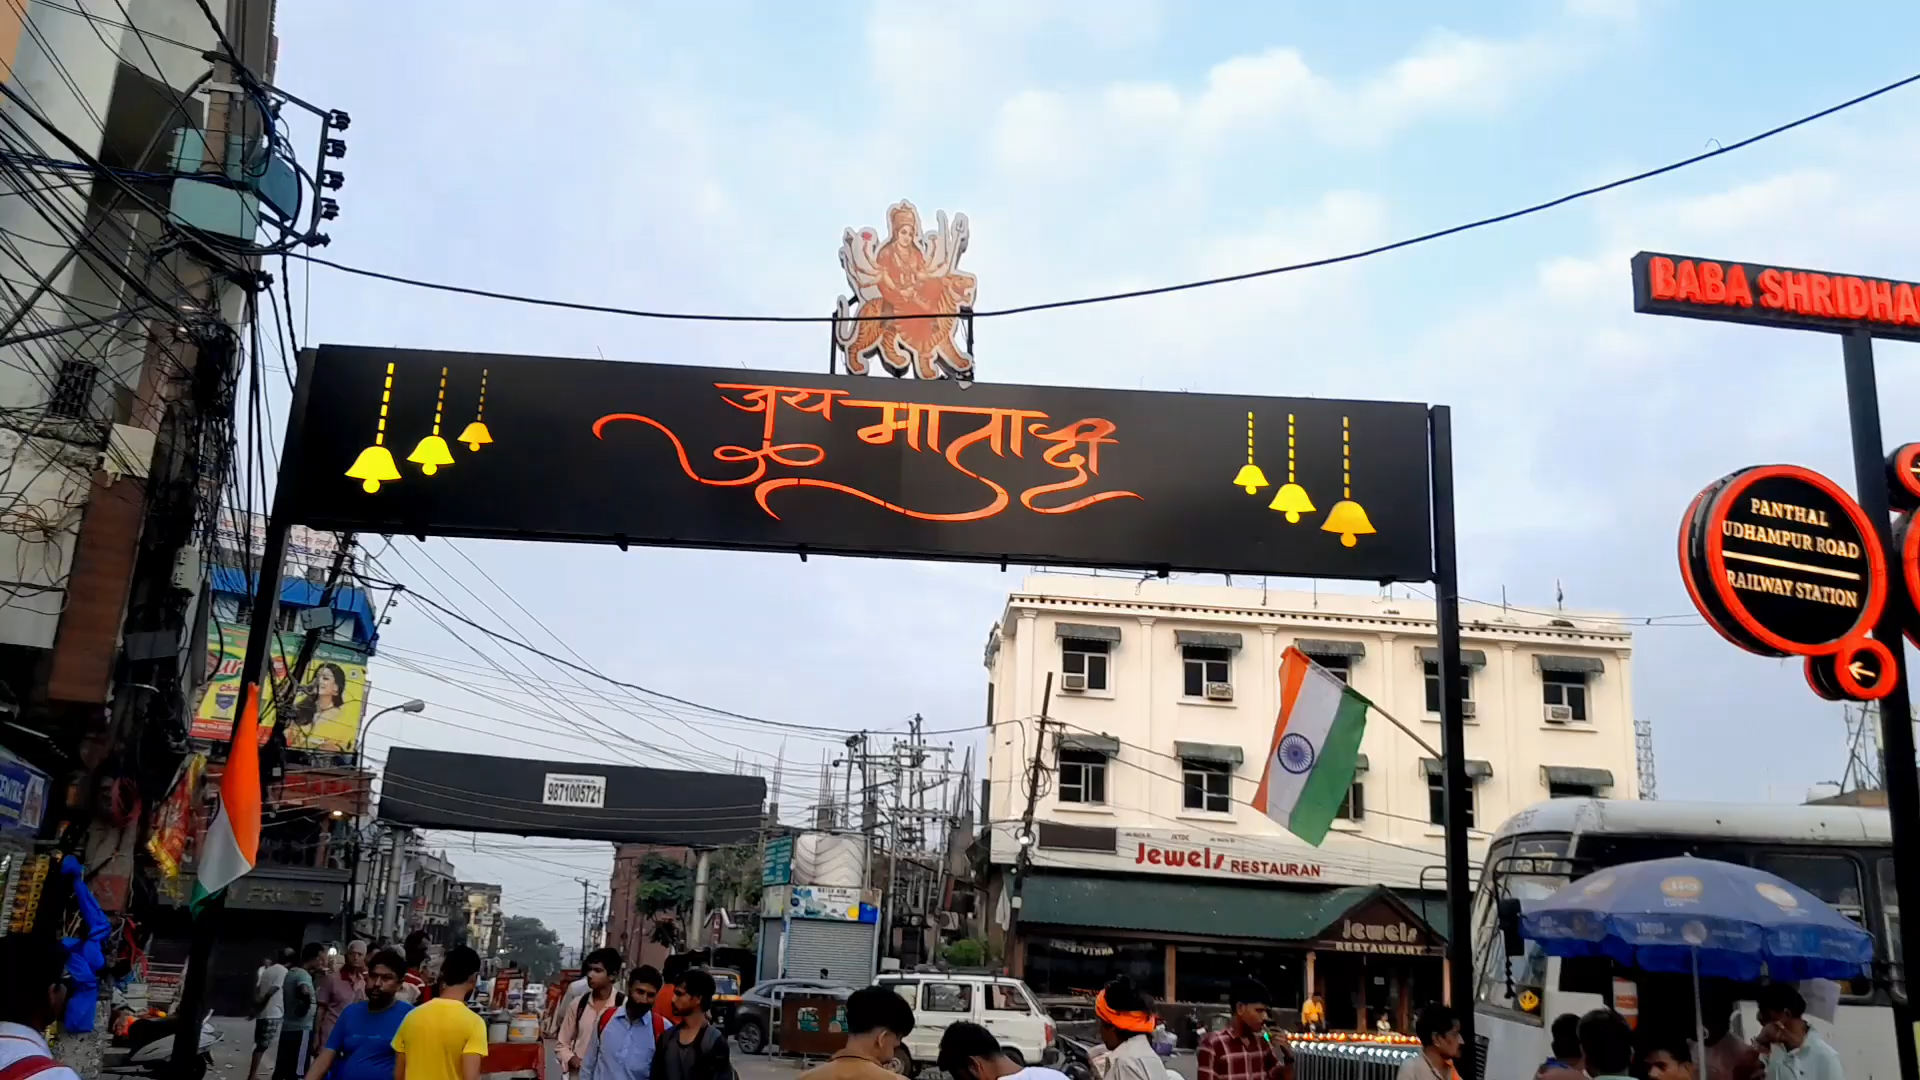 जय माता दी
BABA SHRIDHA
PANTHAL
UDHAMPUR ROAD
RAILWAY STATION
9871005721
Jewels RESTAURAN
Jewels
RESTAURANT